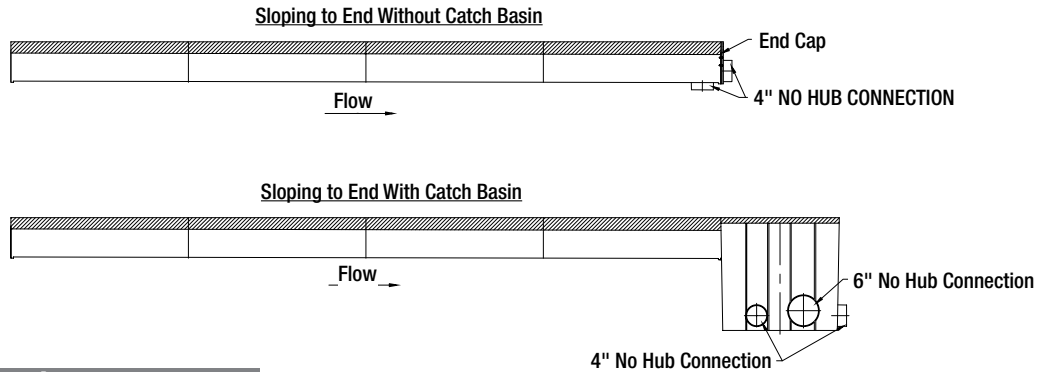 Sloping to End Without Catch Basin
End Cap
4" NO HUB CONNECTION
Flow
Sloping to End With Catch Basin
Flow
6" No Hub Connection
4" No Hub Connection